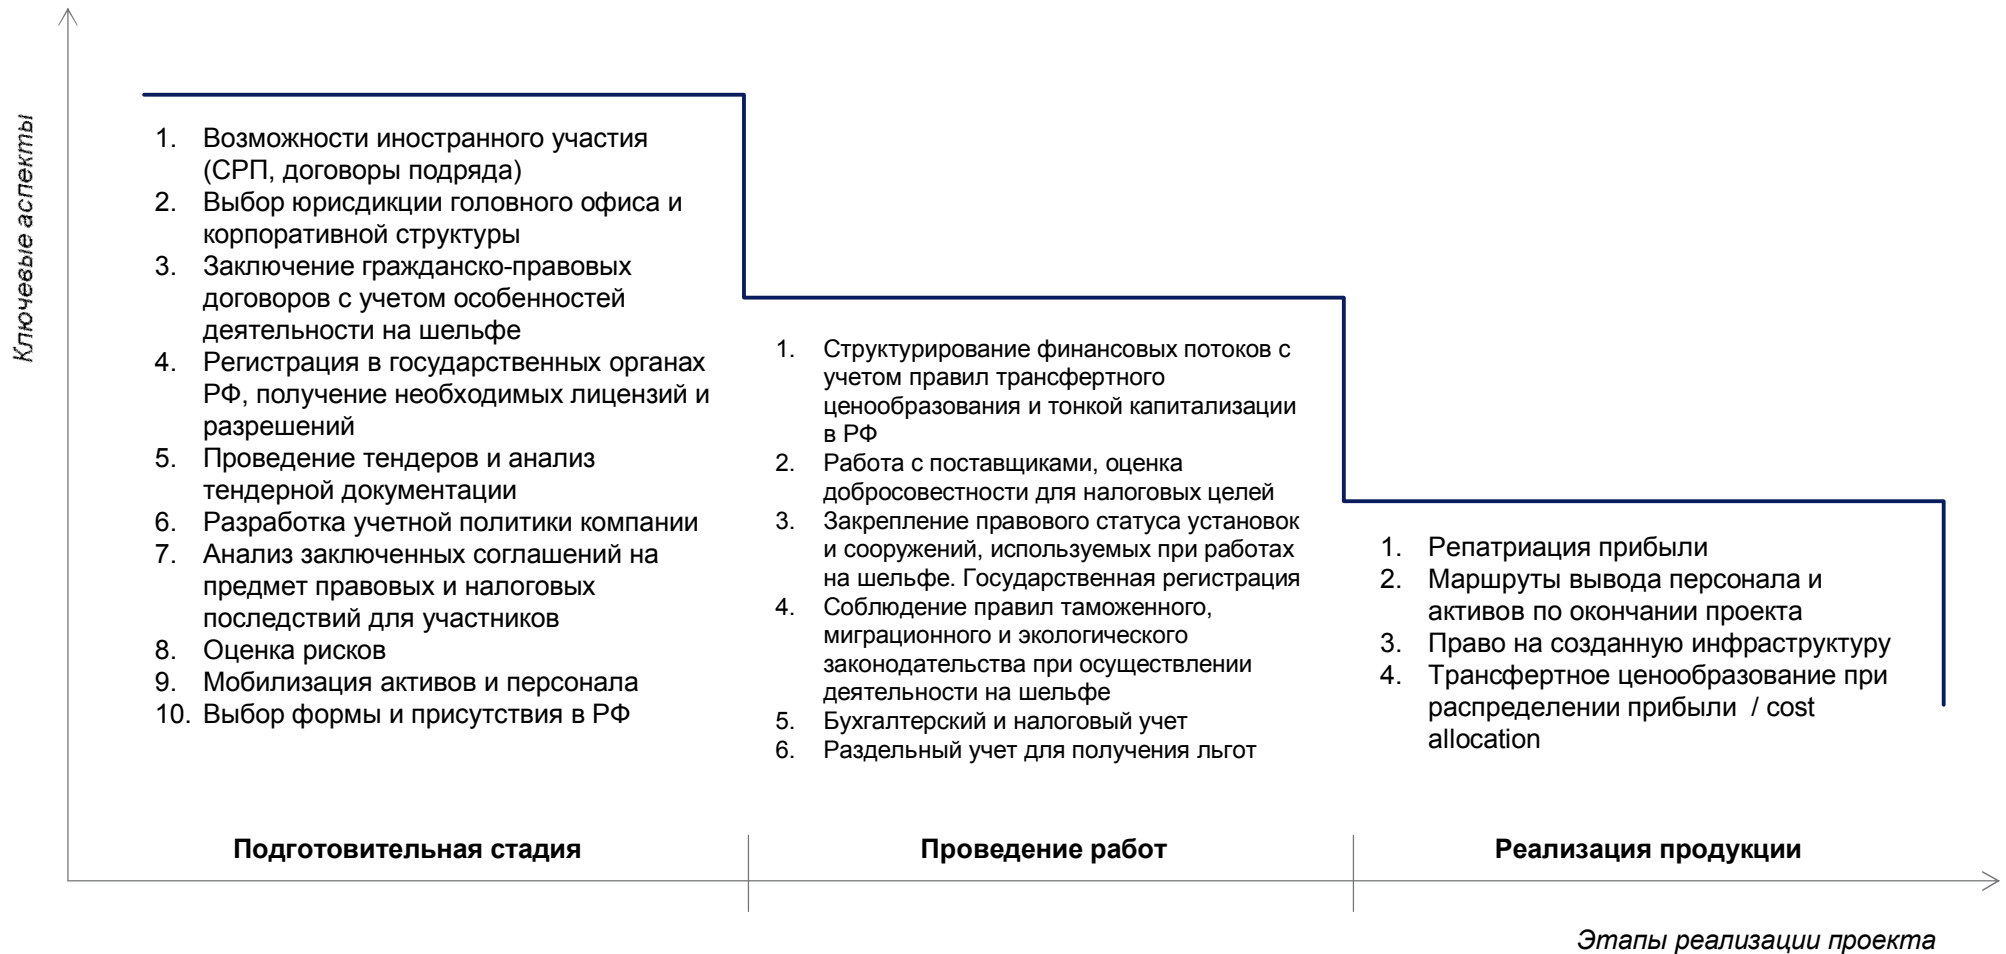 Ключевые аспекты
1. Возможности иностранного участия
(СРП, договоры подряда)
2. Выбор юрисдикции головного офиса и
корпоративной структуры
3. Заключение гражданско-правовых
договоров с учетом особенностей
деятельности на шельфе
4. Регистрация в государственных органах
РФ, получение необходимых лицензий и
разрешений
5. Проведение тендеров и анализ
тендерной документации
6. Разработка учетной политики компании
7. Анализ заключенных соглашений на
предмет правовых и налоговых
последствий для участников
8. Оценка рисков
9. Мобилизация активов и персонала
10. Выбор формы и присутствия в РФ
1. Структурирование финансовых потоков с
учетом правил трансфертного
ценообразования и тонкой капитализации
в РФ
2. Работа с поставщиками, оценка
добросовестности для налоговых целей
3. Закрепление правового статуса установок
и сооружений, используемых при работах
на шельфе. Государственная регистрация
4. Соблюдение правил таможенного,
миграционного и экологического
законодательства при осуществлении
деятельности на шельфе
5. Бухгалтерский и налоговый учет
6. Раздельный учет для получения льгот
1. Репатриация прибыли
2. Маршруты вывода персонала и
активов по окончании проекта
3. Право на созданную инфраструктуру
4. Трансфертное ценообразование при
распределении прибыли / cost
allocation
Подготовительная стадия
Проведение работ
Реализация продукции
Этапы реализации проекта